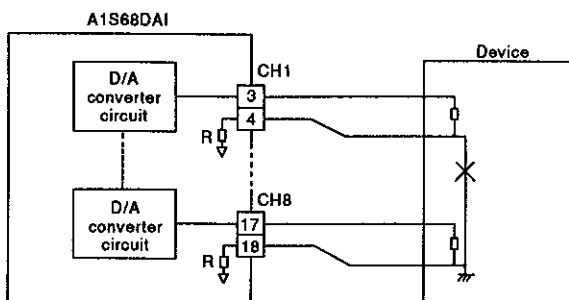 A1S68DAI
Device
D/A
converter
circuit
CH1
3
4
R
D/A
converter
circuit
CH8
17
18
R